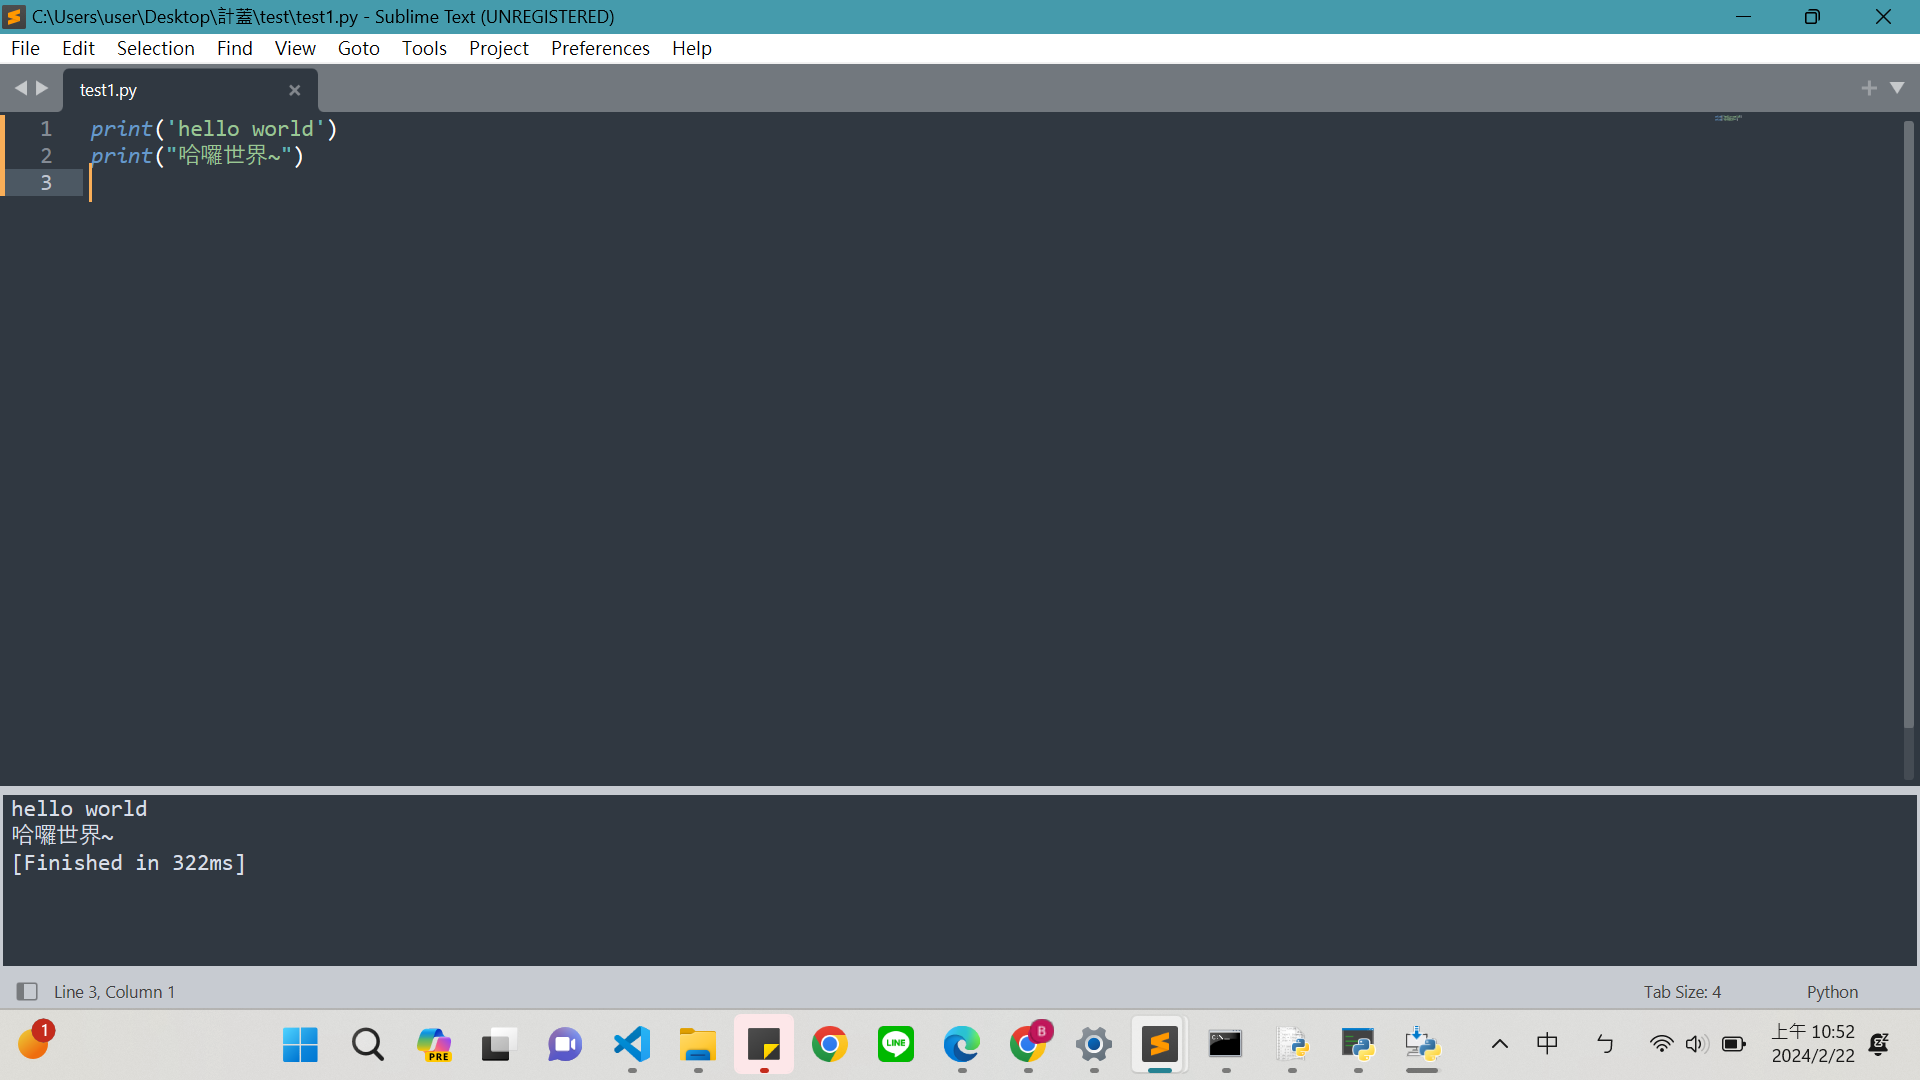 C:\Users\user\Desktop\計蓋\test\test1.py - Sublime Text (UNREGISTERED)
File Edit Selection Find View Goto Tools Project Preferences Help
test1.py
1 print('hello world')
2 print("哈囉世界~")
3
hello world
哈囉世界~
[Finished in 322ms]
Line 3, Column 1 Tab Size: 4 Python
1
PRE
LINE
B
中
ㄅ
上午 10:52
2024/2/22